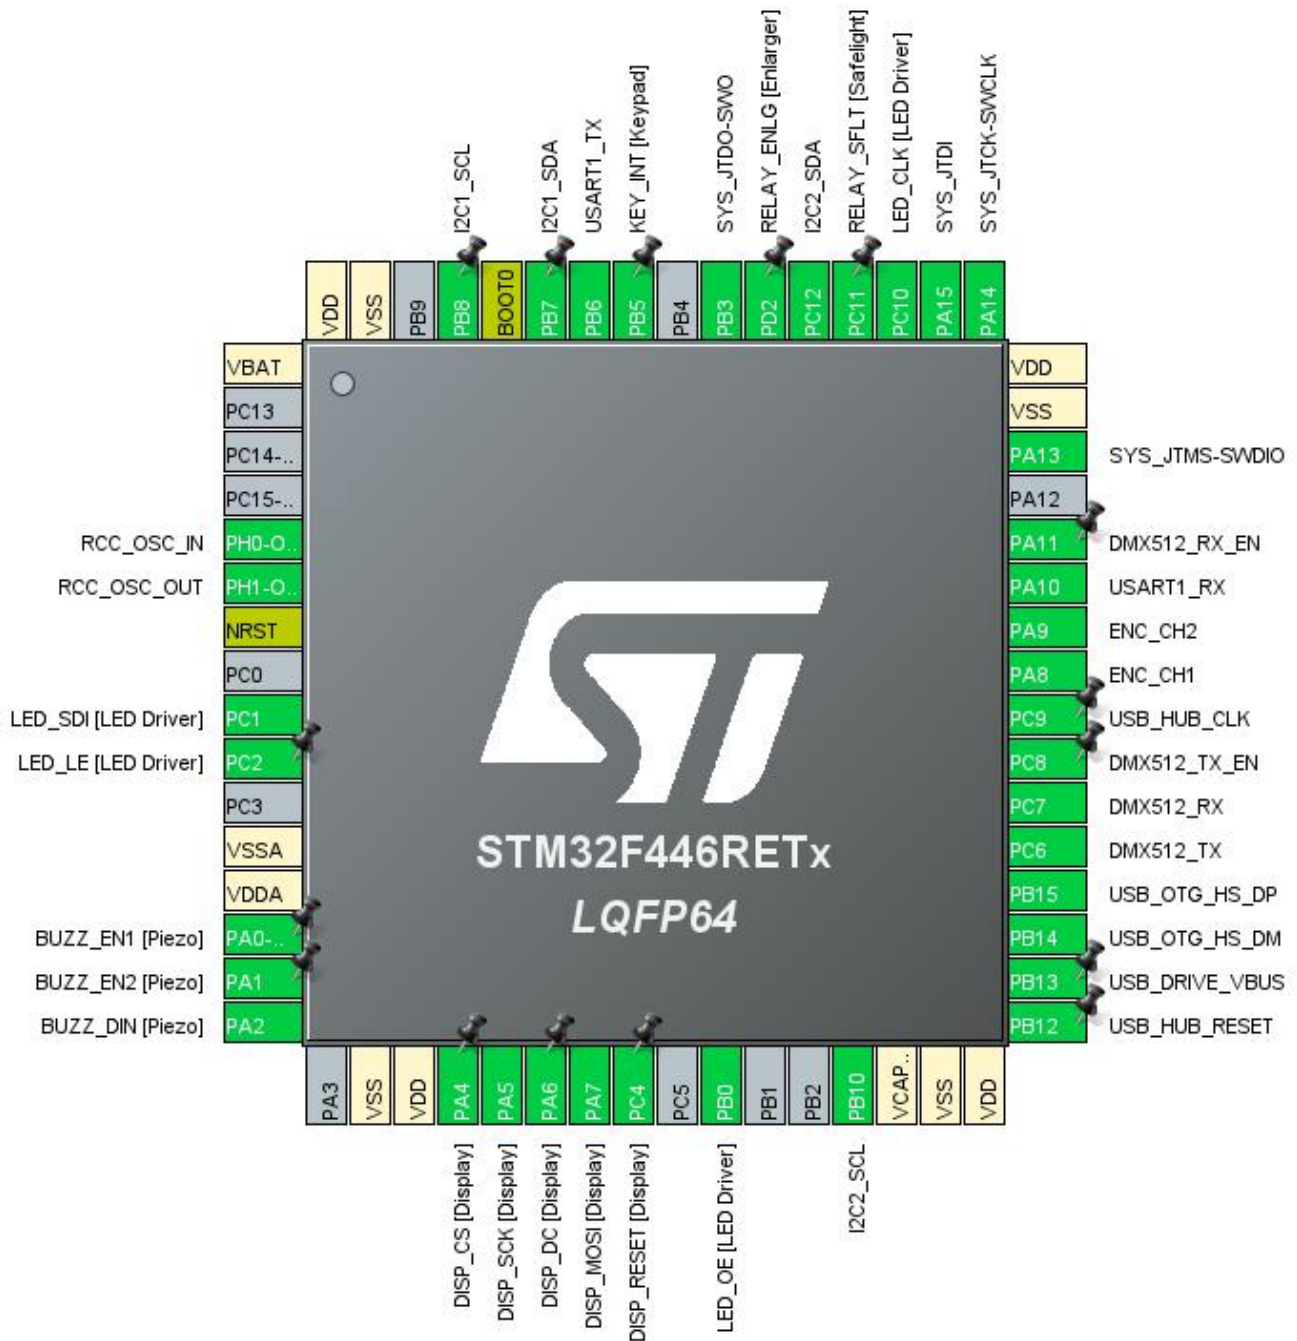 I2C1_SCL
I2C1_SDA
USART1_TX
KEY_INT [Keypad]
SYS_JTDO-SWO
RELAY_ENLG [Enlarger]
I2C2_SDA
RELAY_SFLT [Safelight]
LED_CLK [LED Driver]
SYS_JTDI
SYS_JTCK-SWCLK
VDD
VSS
PB9
PB8
BOOT0
PB7
PB6
PB5
PB4
PB3
PD2
PC12
PC11
PC10
PA15
PA14
VBAT
PC13
PC14-..
PC15-..
RCC_OSC_IN PH0-O..
RCC_OSC_OUT PH1-O..
NRST
PC0
LED_SDI [LED Driver] PC1
LED_LE [LED Driver] PC2
PC3
VSSA
VDDA
BUZZ_EN1 [Piezo] PA0-..
BUZZ_EN2 [Piezo] PA1
BUZZ_DIN [Piezo] PA2
ST
STM32F446RETx
LQFP64
VDD
VSS
PA13 SYS_JTMS-SWDIO
PA12
PA11 DMX512_RX_EN
PA10 USART1_RX
PA9 ENC_CH2
PA8 ENC_CH1
PC9 USB_HUB_CLK
PC8 DMX512_TX_EN
PC7 DMX512_RX
PC6 DMX512_TX
PB15 USB_OTG_HS_DP
PB14 USB_OTG_HS_DM
PB13 USB_DRIVE_VBUS
PB12 USB_HUB_RESET
PA3
VSS
VDD
PA4
PA5
PA6
PA7
PC4
PC5
PB0
PB1
PB2
PB10
VCAP..
VSS
VDD
DISP_CS [Display]
DISP_SCK [Display]
DISP_DC [Display]
DISP_MOSI [Display]
DISP_RESET [Display]
LED_OE [LED Driver]
I2C2_SCL